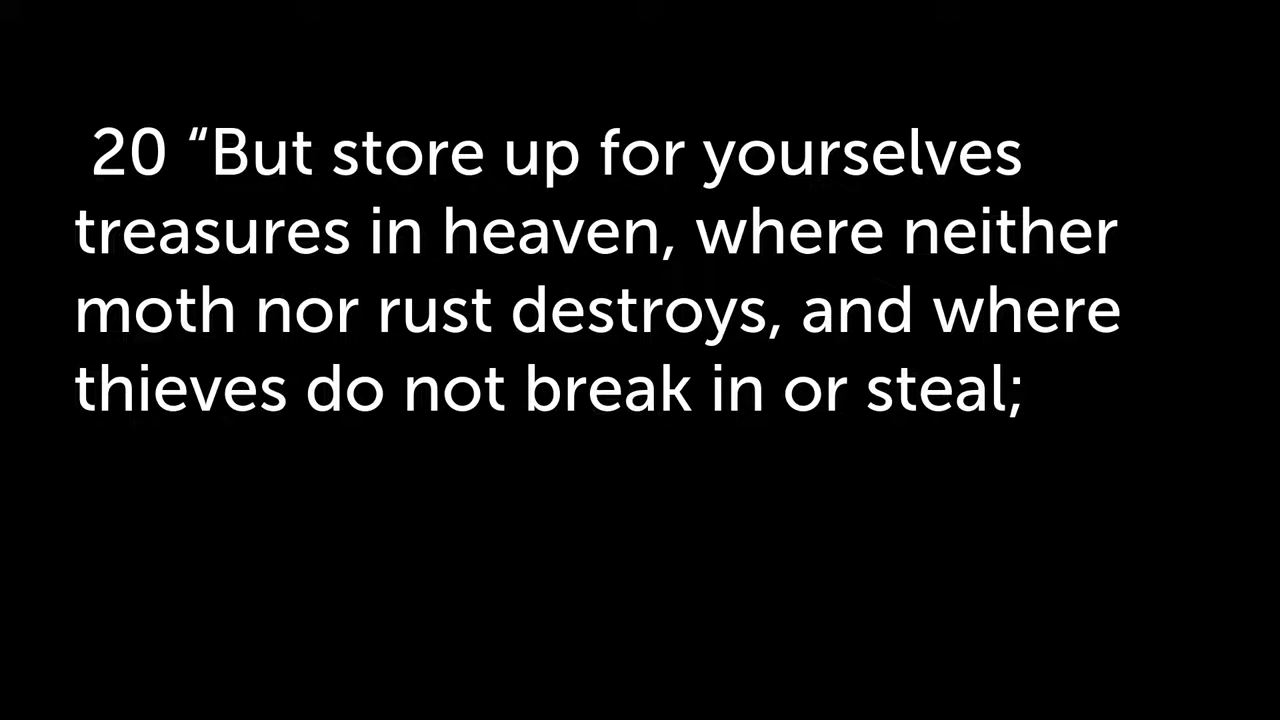 20 “But store up for yourselves
treasures in heaven, where neither
moth nor rust destroys, and where
thieves do not break in or steal;